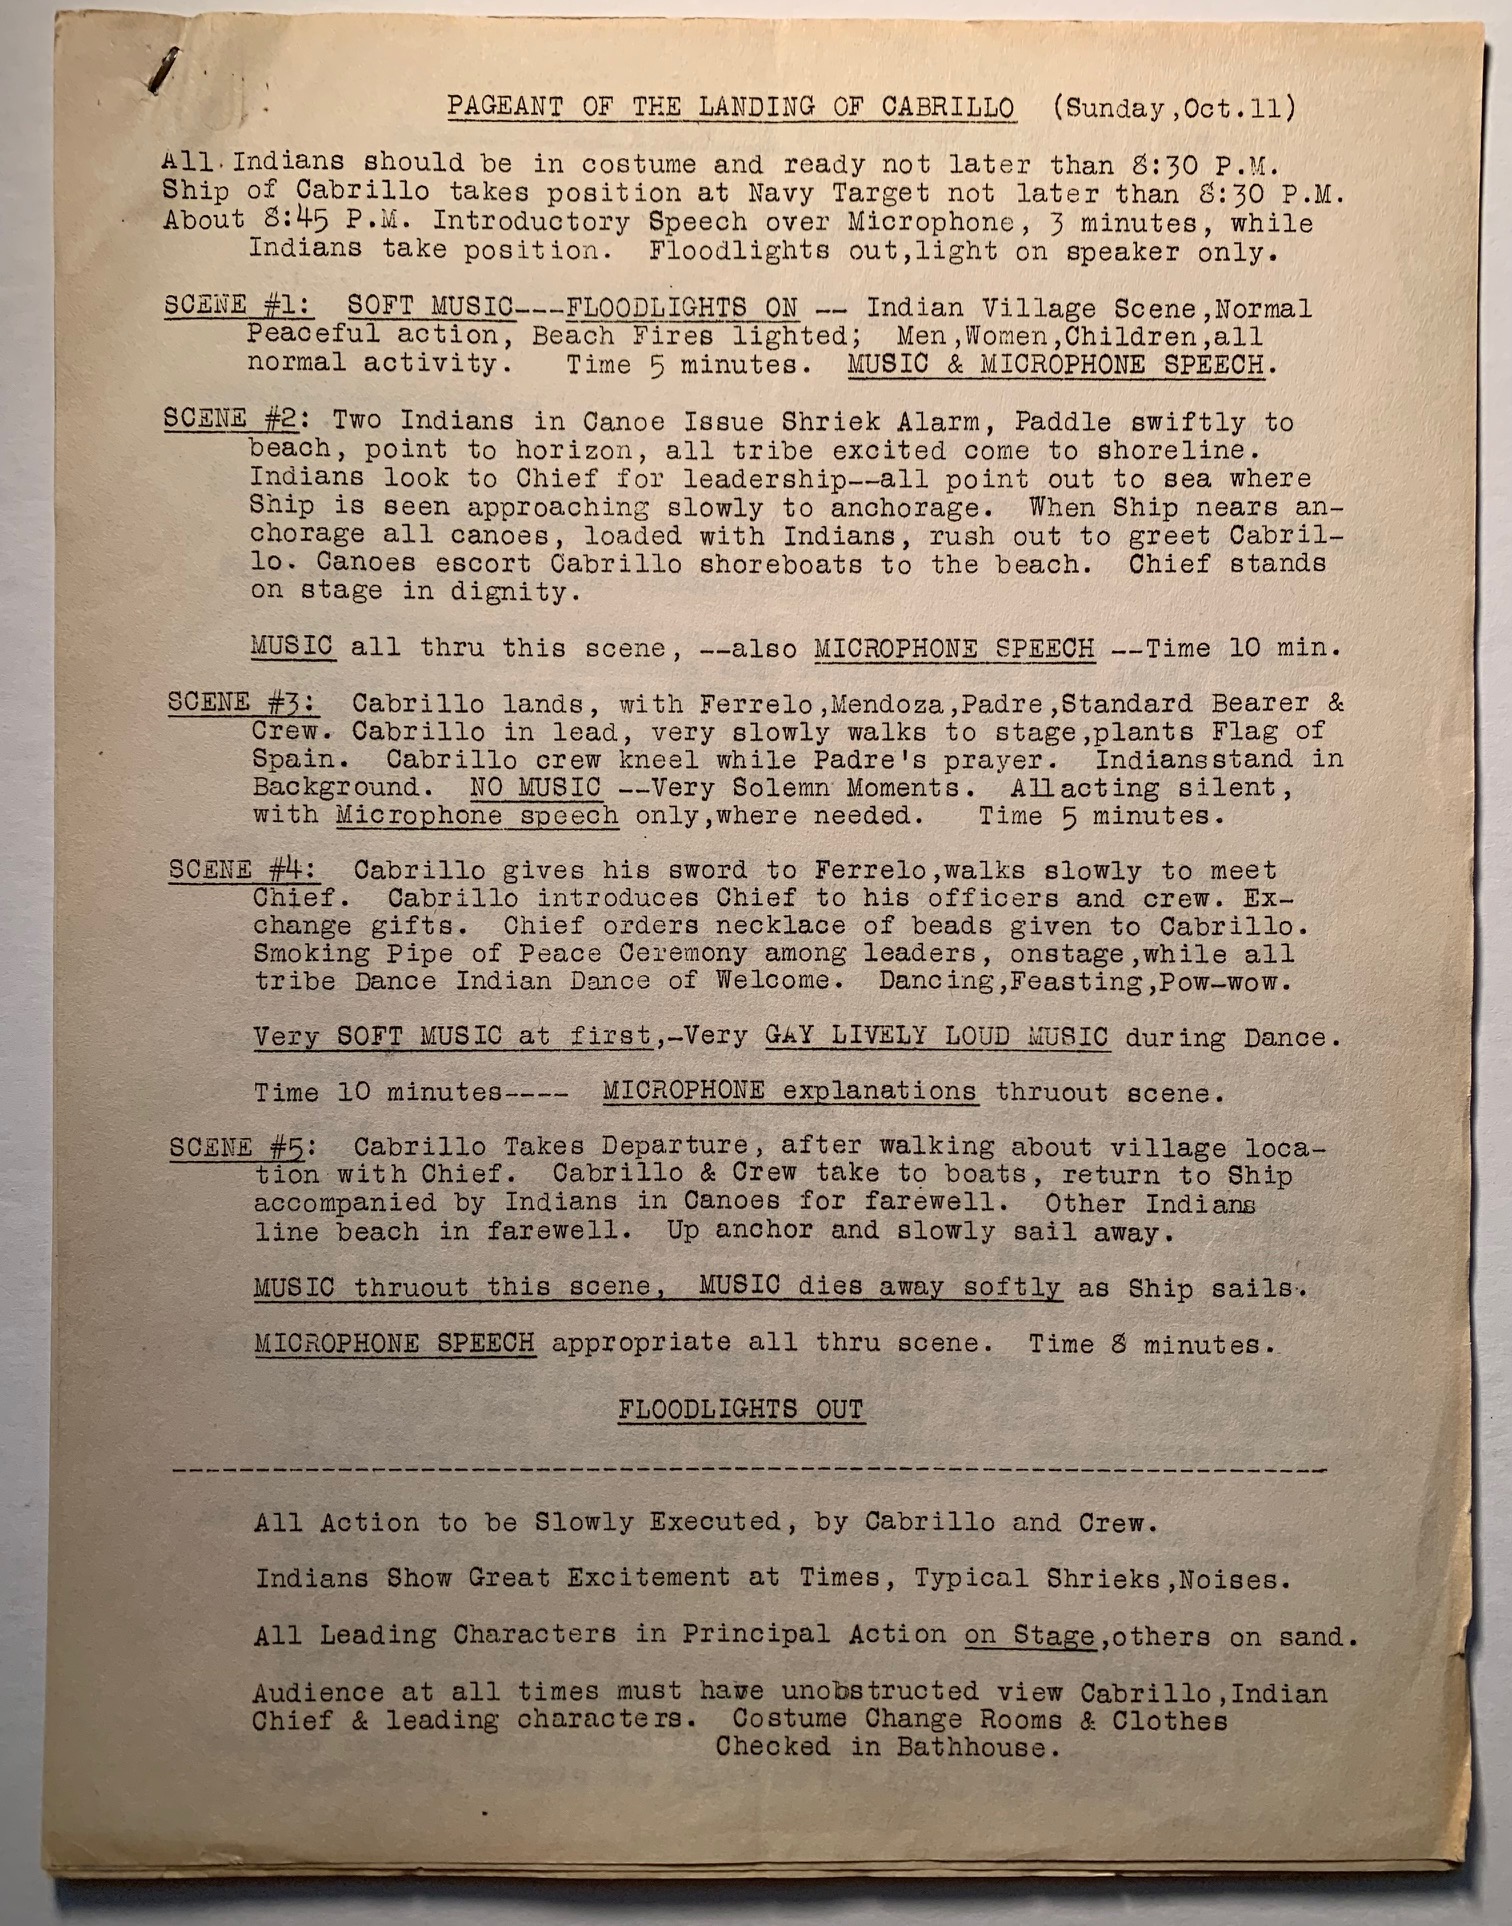 PAGEANT OF THE LANDING OF CABRILLO (Sunday,Oct.11)
All Indians should be in costume and ready not later than 8:30 P.M.
Ship of Cabrillo takes position at Navy Target not later than 8:30 P.M.
About 8:45 P.M. Introductory Speech over Microphone, 3 minutes, while
Indians take position. Floodlights out,light on speaker only.
SCENE #1: SOFT MUSIC---FLOODLIGHTS ON -- Indian Village Scene,Normal
Peaceful action, Beach Fires lighted; Men,Women,Children,all
normal activity. Time 5 minutes. MUSIC & MICROPHONE SPEECH.
SCENE #2: Two Indians in Canoe Issue Shriek Alarm, Paddle swiftly to
beach, point to horizon, all tribe excited come to shoreline.
Indians look to Chief for leadership--all point out to sea where
Ship is seen approaching slowly to anchorage. When Ship nears an-
chorage all canoes, loaded with Indians, rush out to greet Cabril-
lo. Canoes escort Cabrillo shoreboats to the beach. Chief stands
on stage in dignity.
MUSIC all thru this scene, --also MICROPHONE SPEECH --Time 10 min.
SCENE #3: Cabrillo lands, with Ferrelo,Mendoza,Padre,Standard Bearer &
Crew. Cabrillo in lead, very slowly walks to stage,plants Flag of
Spain. Cabrillo crew kneel while Padre's prayer. Indiansstand in
Background. NO MUSIC --Very Solemn Moments. Allacting silent,
with Microphone speech only,where needed. Time 5 minutes.
SCENE #4: Cabrillo gives his sword to Ferrelo,walks slowly to meet
Chief. Cabrillo introduces Chief to his officers and crew. Ex-
change gifts. Chief orders necklace of beads given to Cabrillo.
Smoking Pipe of Peace Ceremony among leaders, onstage,while all
tribe Dance Indian Dance of Welcome. Dancing,Feasting,Pow-wow.
Very SOFT MUSIC at first,-Very GAY LIVELY LOUD MUSIC during Dance.
Time 10 minutes---- MICROPHONE explanations thruout scene.
SCENE #5: Cabrillo Takes Departure, after walking about village loca-
tion with Chief. Cabrillo & Crew take to boats, return to Ship
accompanied by Indians in Canoes for farewell. Other Indians
line beach in farewell. Up anchor and slowly sail away.
MUSIC thruout this scene, MUSIC dies away softly as Ship sails.
MICROPHONE SPEECH appropriate all thru scene. Time 8 minutes.
FLOODLIGHTS OUT
----------------------------------------------------------------------
All Action to be Slowly Executed, by Cabrillo and Crew.
Indians Show Great Excitement at Times, Typical Shrieks,Noises.
All Leading Characters in Principal Action on Stage,others on sand.
Audience at all times must have unobstructed view Cabrillo,Indian
Chief & leading characters. Costume Change Rooms & Clothes
Checked in Bathhouse.